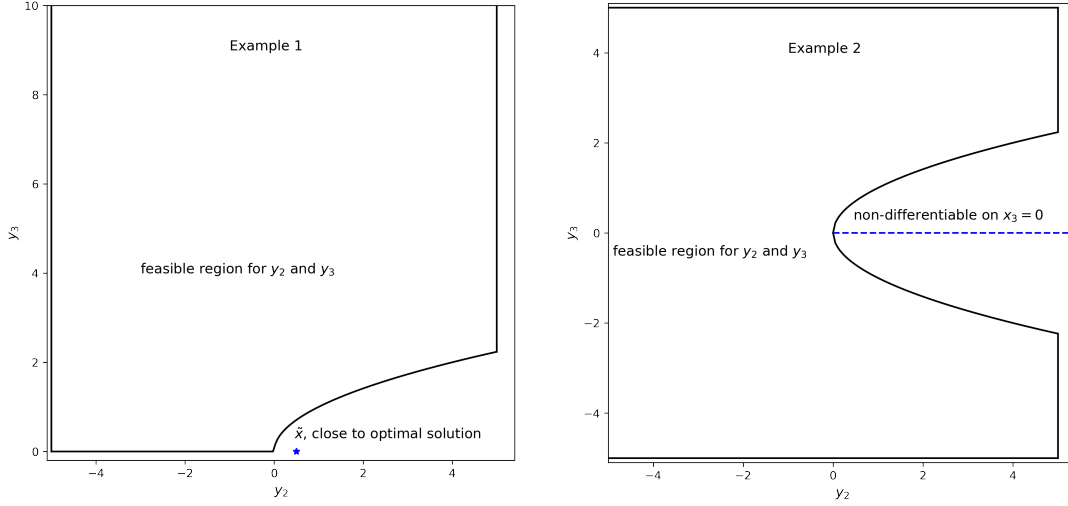 Example 1
10
8
6
4
2
0
y₃
feasible region for y₂ and y₃
x̃, close to optimal solution
−4
−2
0
2
4
y₂
Example 2
4
2
0
−2
−4
y₃
non-differentiable on x₃ = 0
feasible region for y₂ and y₃
−4
−2
0
2
4
y₂